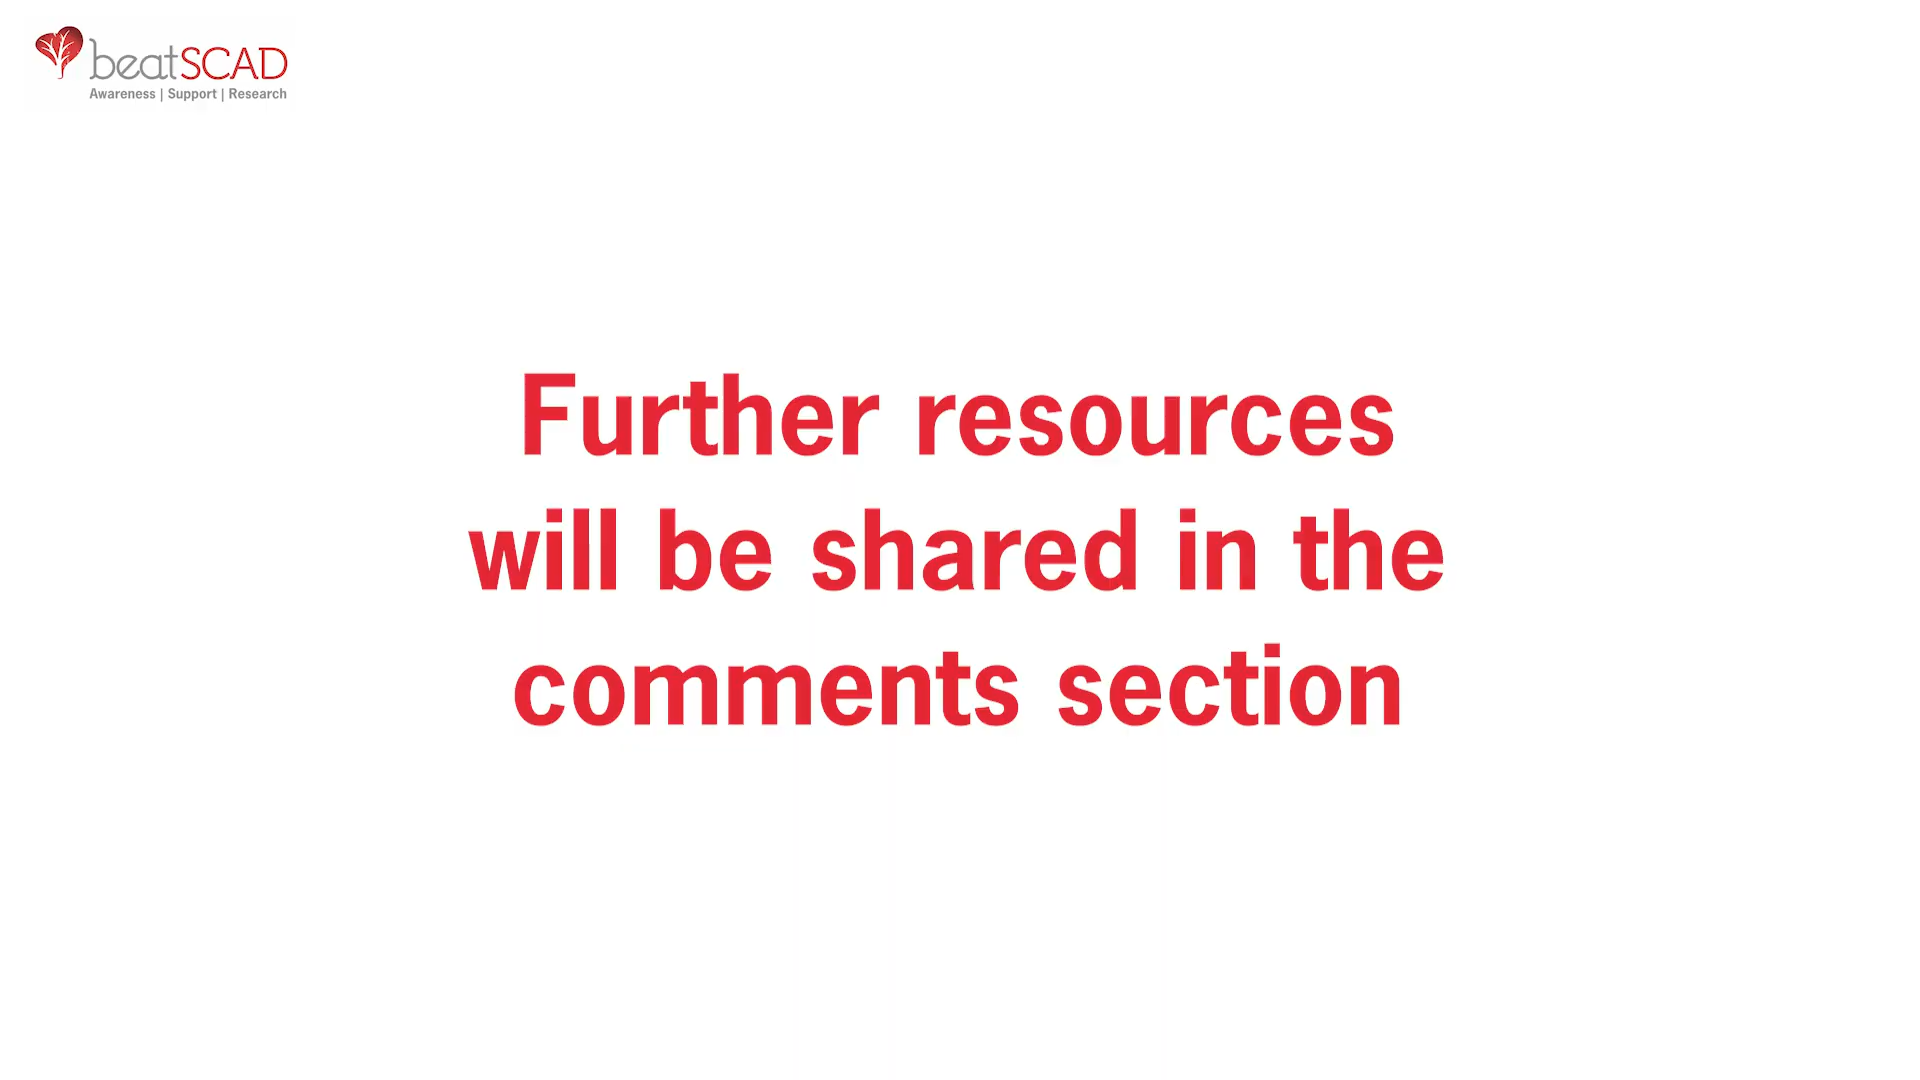 beatSCAD
Awareness | Support | Research
Further resources
will be shared in the
comments section